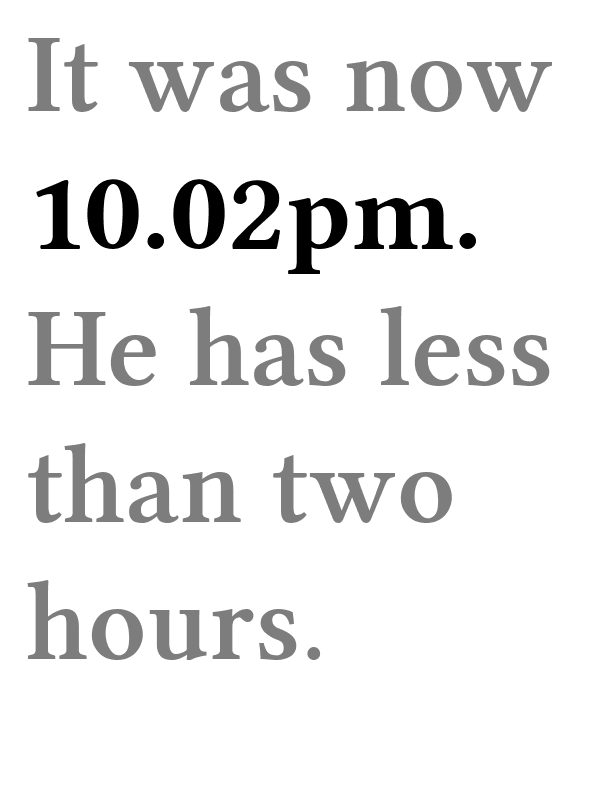 It was now
10.02pm.
He has less
than two
hours.